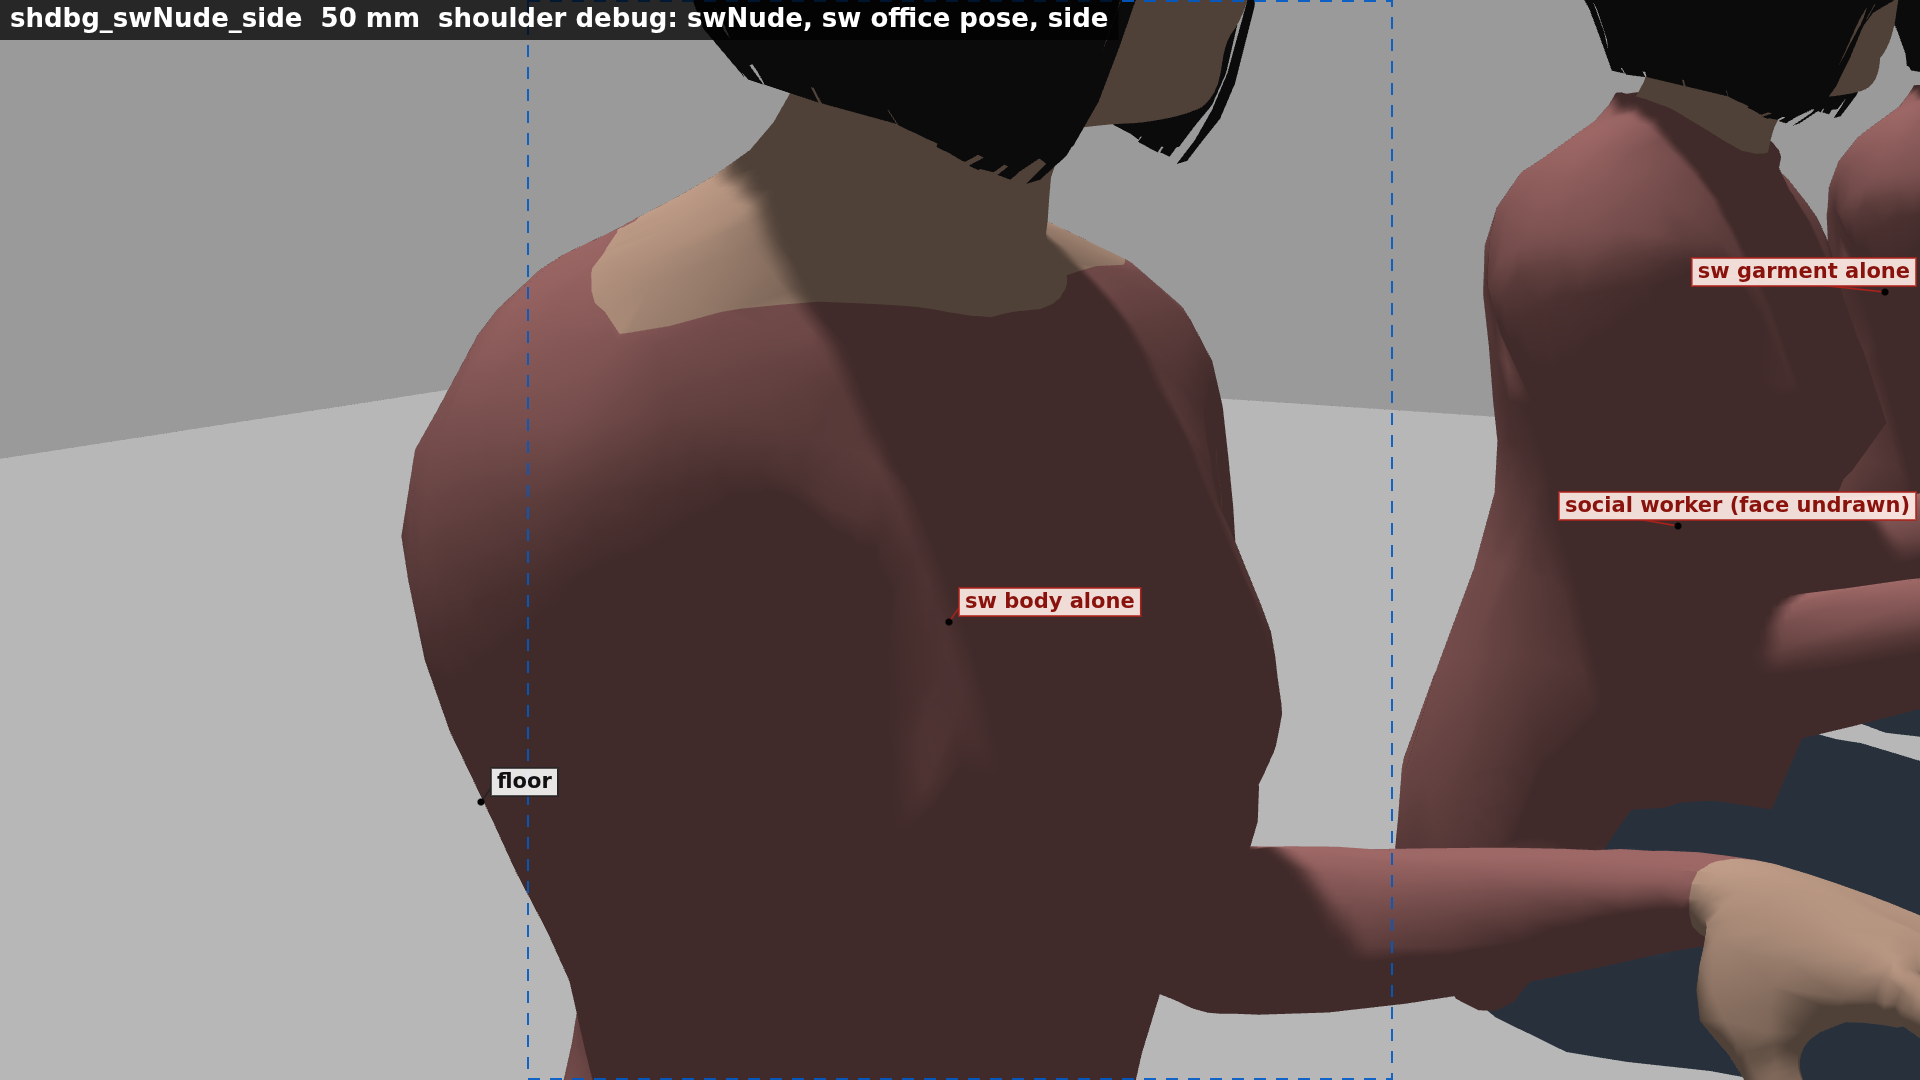 shdbg_swNude_side  50 mm  shoulder debug: swNude, sw office pose, side
sw garment alone
social worker (face undrawn)
sw body alone
floor